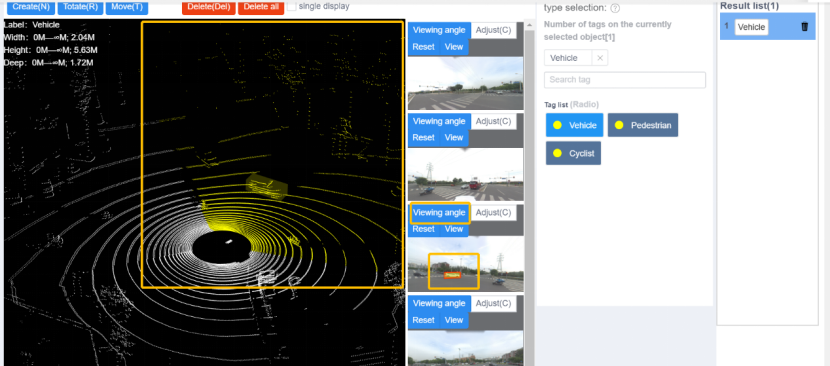 Create(N) Totate(R) Move(T) Delete(Del) Delete all single display
Label: Vehicle
Width: 0M—∞M; 2.04M
Height: 0M—∞M; 5.63M
Deep: 0M—∞M; 1.72M
Viewing angle Adjust(C)
Reset View
Viewing angle Adjust(C)
Reset View
Viewing angle Adjust(C)
Reset View
Viewing angle Adjust(C)
Reset View
type selection: ?
Number of tags on the currently
selected object[1]
Vehicle ×
Search tag
Tag list (Radio)
Vehicle Pedestrian
Cyclist
Result list(1)
1 Vehicle